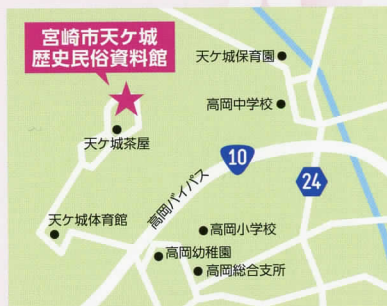 宮崎市天ケ城
歴史民俗資料館
天ケ城保育園
高岡中学校
天ケ城茶屋
10
24
高岡バイパス
天ケ城体育館
高岡小学校
高岡幼稚園
高岡総合支所